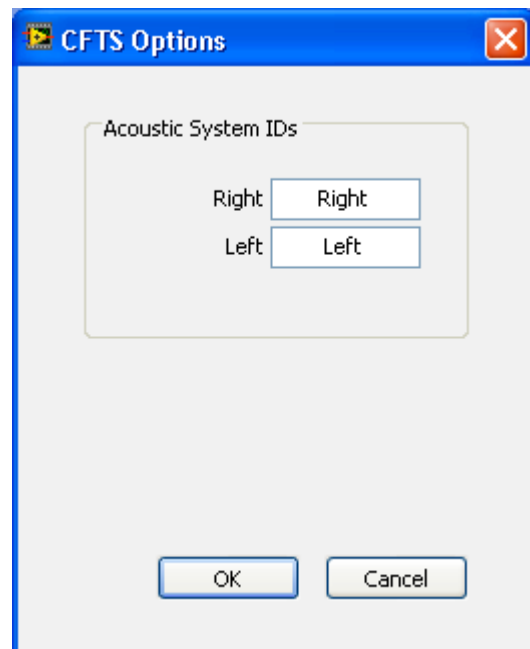 CFTS Options
Acoustic System IDs
Right Right
Left Left
OK Cancel